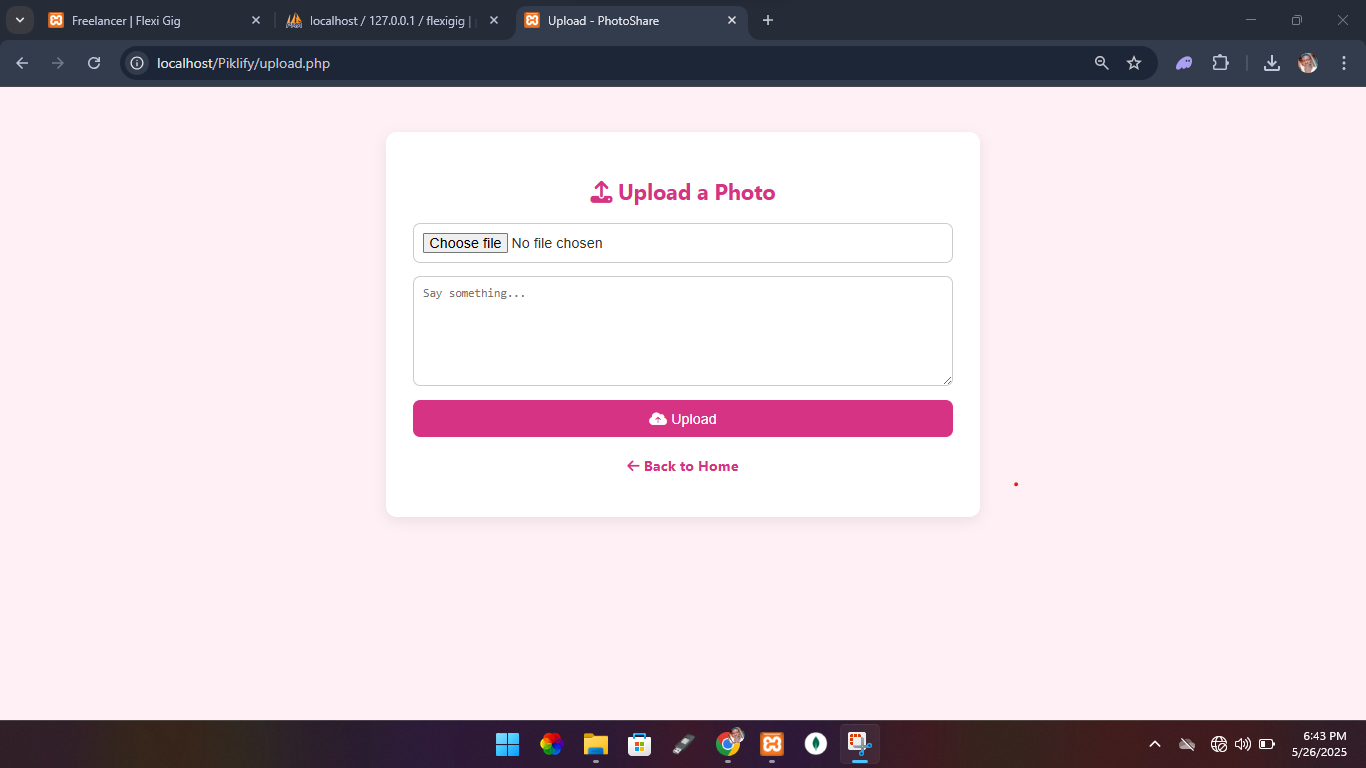 Freelancer | Flexi Gig
localhost / 127.0.0.1 / flexigig |
Upload - PhotoShare
localhost/Piklify/upload.php
Upload a Photo
Choose file No file chosen
Say something...
Upload
Back to Home
6:43 PM
5/26/2025